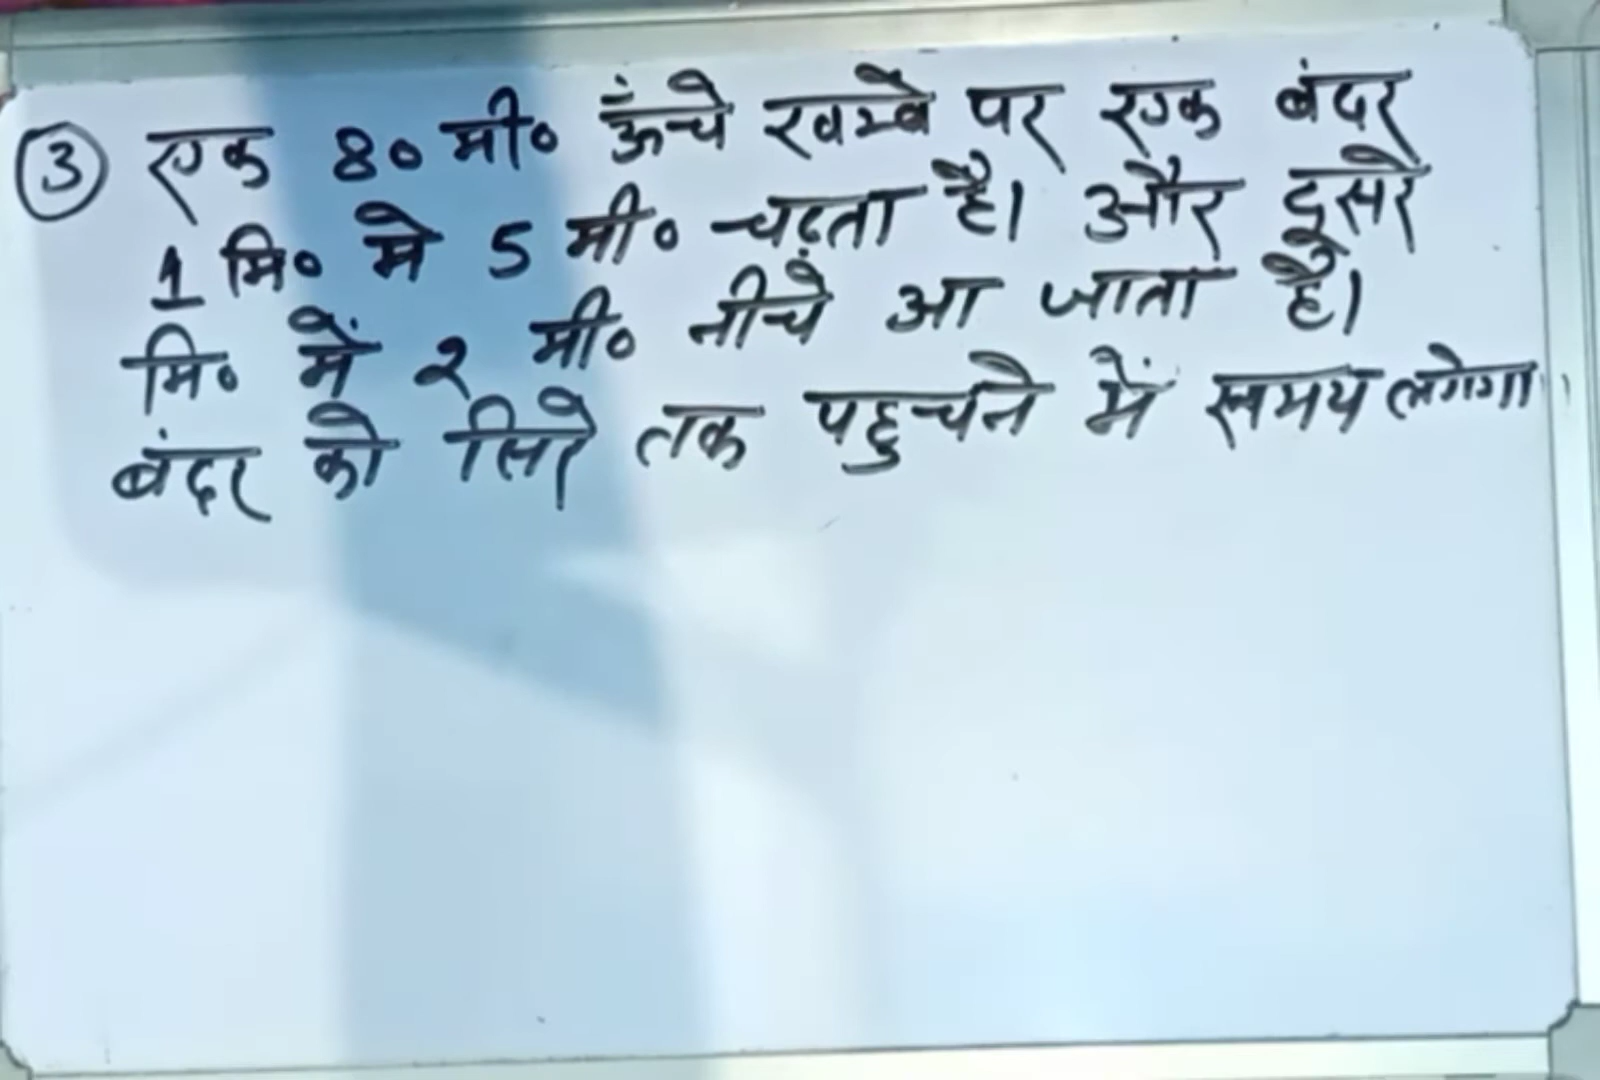 ③ एक 80 मी० ऊंचे खम्बे पर एक बंदर
1 मि० मे 5 मी० चढ़ता है। और दूसरे
मि० में 2 मी० नीचे आ जाता है।
बंदर को सिरे तक पहुचने में समय लगेगा